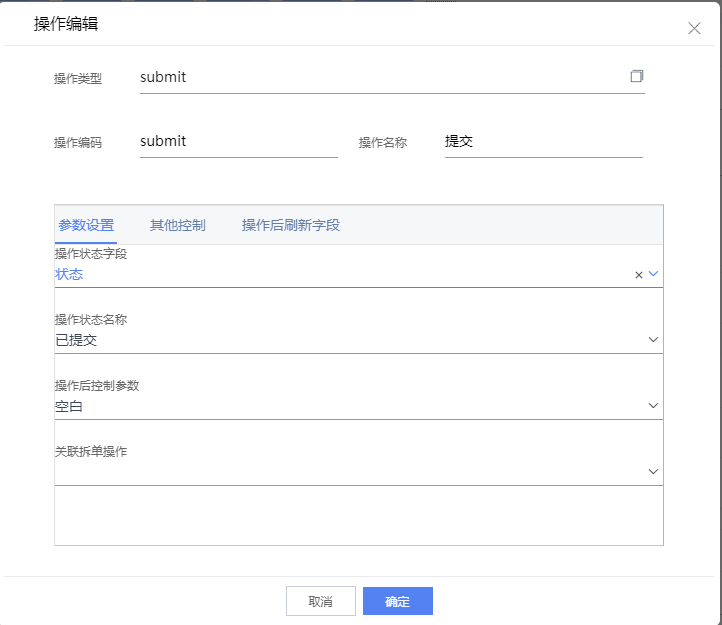 操作编辑
操作类型 submit
操作编码 submit 操作名称 提交
参数设置 其他控制 操作后刷新字段
操作状态字段
状态
操作状态名称
已提交
操作后控制参数
空白
关联拆单操作
取消 确定